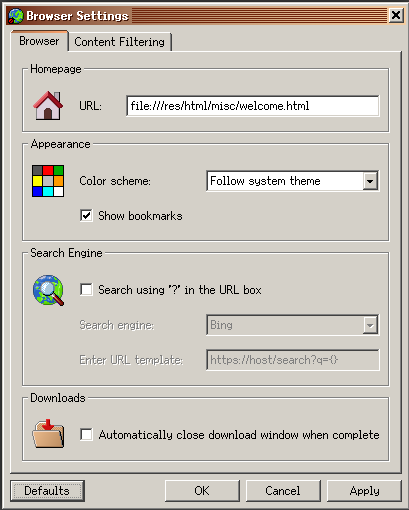 Browser Settings
Browser
Content Filtering
Homepage
URL: file:///res/html/misc/welcome.html
Appearance
Color scheme: Follow system theme
Show bookmarks
Search Engine
Search using '?' in the URL box
Search engine: Bing
Enter URL template: https://host/search?q={}
Downloads
Automatically close download window when complete
Defaults OK Cancel Apply